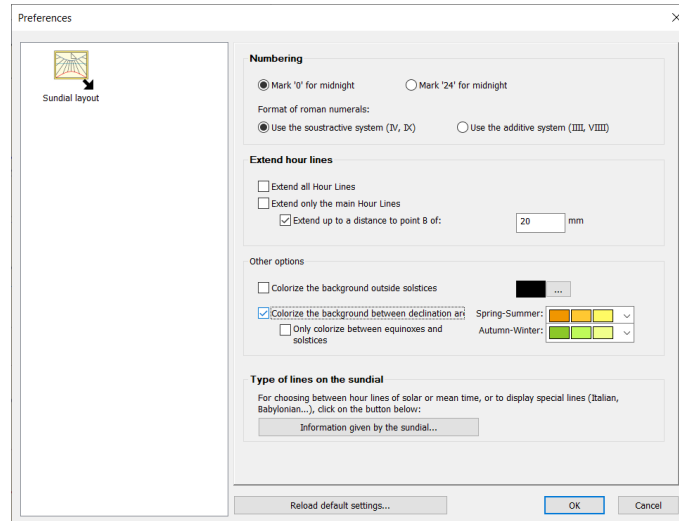 Preferences
Sundial layout
Numbering
Mark '0' for midnight
Mark '24' for midnight
Format of roman numerals:
Use the soustractive system (IV, IX)
Use the additive system (IIII, VIIII)
Extend hour lines
Extend all Hour Lines
Extend only the main Hour Lines
Extend up to a distance to point B of:
20
mm
Other options
Colorize the background outside solstices
...
Colorize the background between declination arc
Spring-Summer:
Only colorize between equinoxes and
solstices
Autumn-Winter:
Type of lines on the sundial
For choosing between hour lines of solar or mean time, or to display special lines (Italian,
Babylonian...), click on the button below:
Information given by the sundial...
Reload default settings...
OK
Cancel